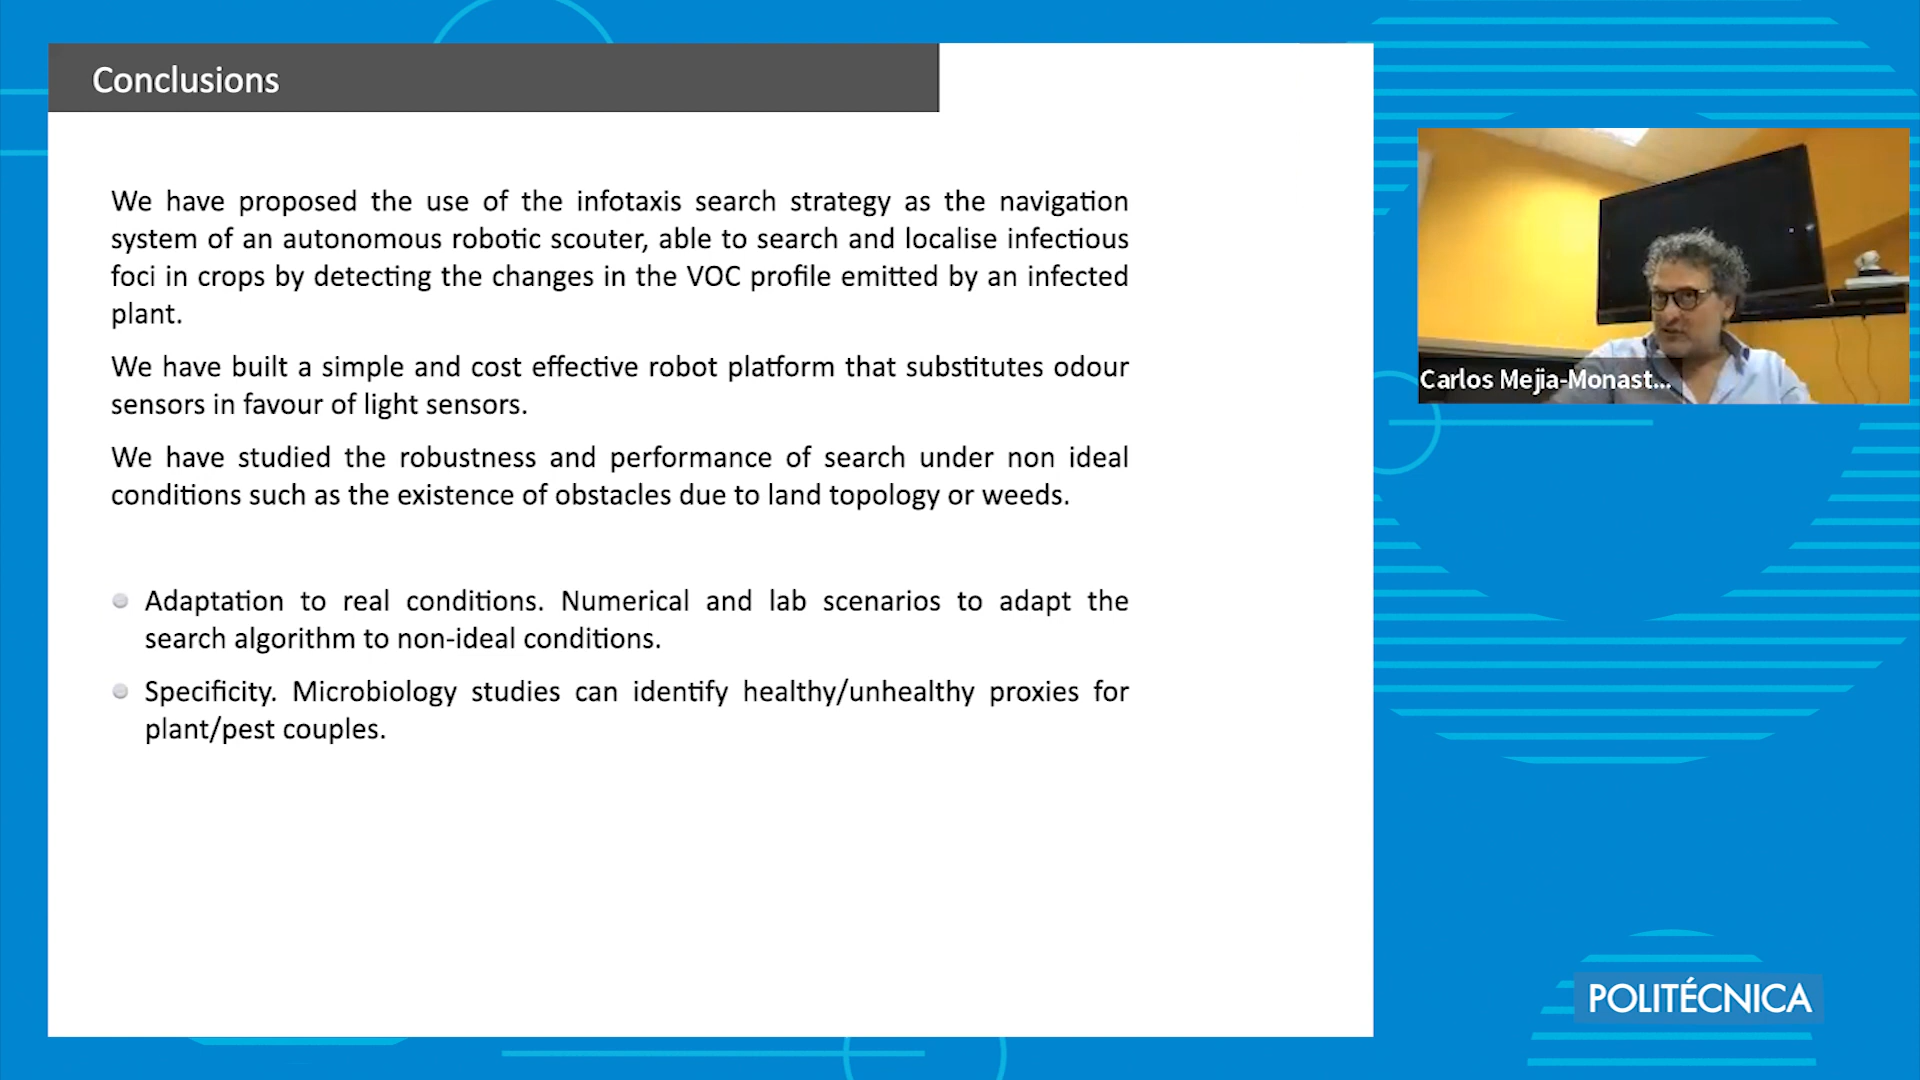 Conclusions
We have proposed the use of the infotaxis search strategy as the navigation
system of an autonomous robotic scouter, able to search and localise infectious
foci in crops by detecting the changes in the VOC profile emitted by an infected
plant.
We have built a simple and cost effective robot platform that substitutes odour
sensors in favour of light sensors.
We have studied the robustness and performance of search under non ideal
conditions such as the existence of obstacles due to land topology or weeds.
Adaptation to real conditions. Numerical and lab scenarios to adapt the
search algorithm to non-ideal conditions.
Specificity. Microbiology studies can identify healthy/unhealthy proxies for
plant/pest couples.
Carlos Mejia-Monast...
POLITÉCNICA